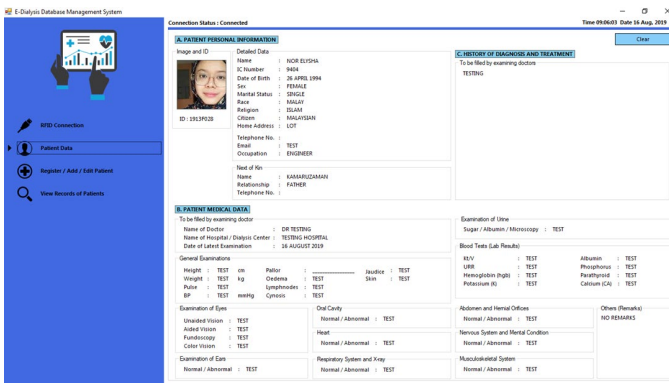 E-Dialysis Database Management System
Connection Status : Connected
Time 09:06:03 Date 16 Aug, 2019
RFID Connection
Patient Data
Register / Add / Edit Patient
View Records of Patients
A. PATIENT PERSONAL INFORMATION
Clear
Image and ID
ID : 1913P028
Detailed Data
Name : NOR ELYSHA
IC Number : 9404
Date of Birth : 26 APRIL 1994
Sex : FEMALE
Marital Status : SINGLE
Race : MALAY
Religion : ISLAM
Citizen : MALAYSIAN
Home Address : LOT
Telephone No. :
Email : TEST
Occupation : ENGINEER
Next of Kin
Name : KAMARUZAMAN
Relationship : FATHER
Telephone No. :
C. HISTORY OF DIAGNOSIS AND TREATMENT
To be filled by examining doctors
TESTING
B. PATIENT MEDICAL DATA
To be filled by examining doctor
Name of Doctor : DR TESTING
Name of Hospital / Dialysis Center : TESTING HOSPITAL
Date of Latest Examination : 16 AUGUST 2019
General Examinations
Height : TEST cm Pallor : Jaudice : TEST
Weight : TEST kg Oedema : TEST Skin : TEST
Pulse : TEST Lymphnodes : TEST
BP : TEST mmHg Cynosis : TEST
Examination of Urine
Sugar / Albumin / Microscopy : TEST
Blood Tests (Lab Results)
kt/V : TEST Albumin : TEST
URR : TEST Phosphorus : TEST
Hemoglobin (hgb) : TEST Parathyroid : TEST
Potassium (K) : TEST Calcium (CA) : TEST
Examination of Eyes
Unaided Vision : TEST
Aided Vision : TEST
Fundoscopy : TEST
Color Vision : TEST
Oral Cavity
Normal / Abnormal : TEST
Heart
Normal / Abnormal : TEST
Abdomen and Hernial Orifices
Normal / Abnormal : TEST
Nervous System and Mental Condition
Normal / Abnormal : TEST
Others (Remarks)
NO REMARKS
Examination of Ears
Normal / Abnormal : TEST
Respiratory System and X-ray
Normal / Abnormal : TEST
Musculoskeletal System
Normal / Abnormal : TEST